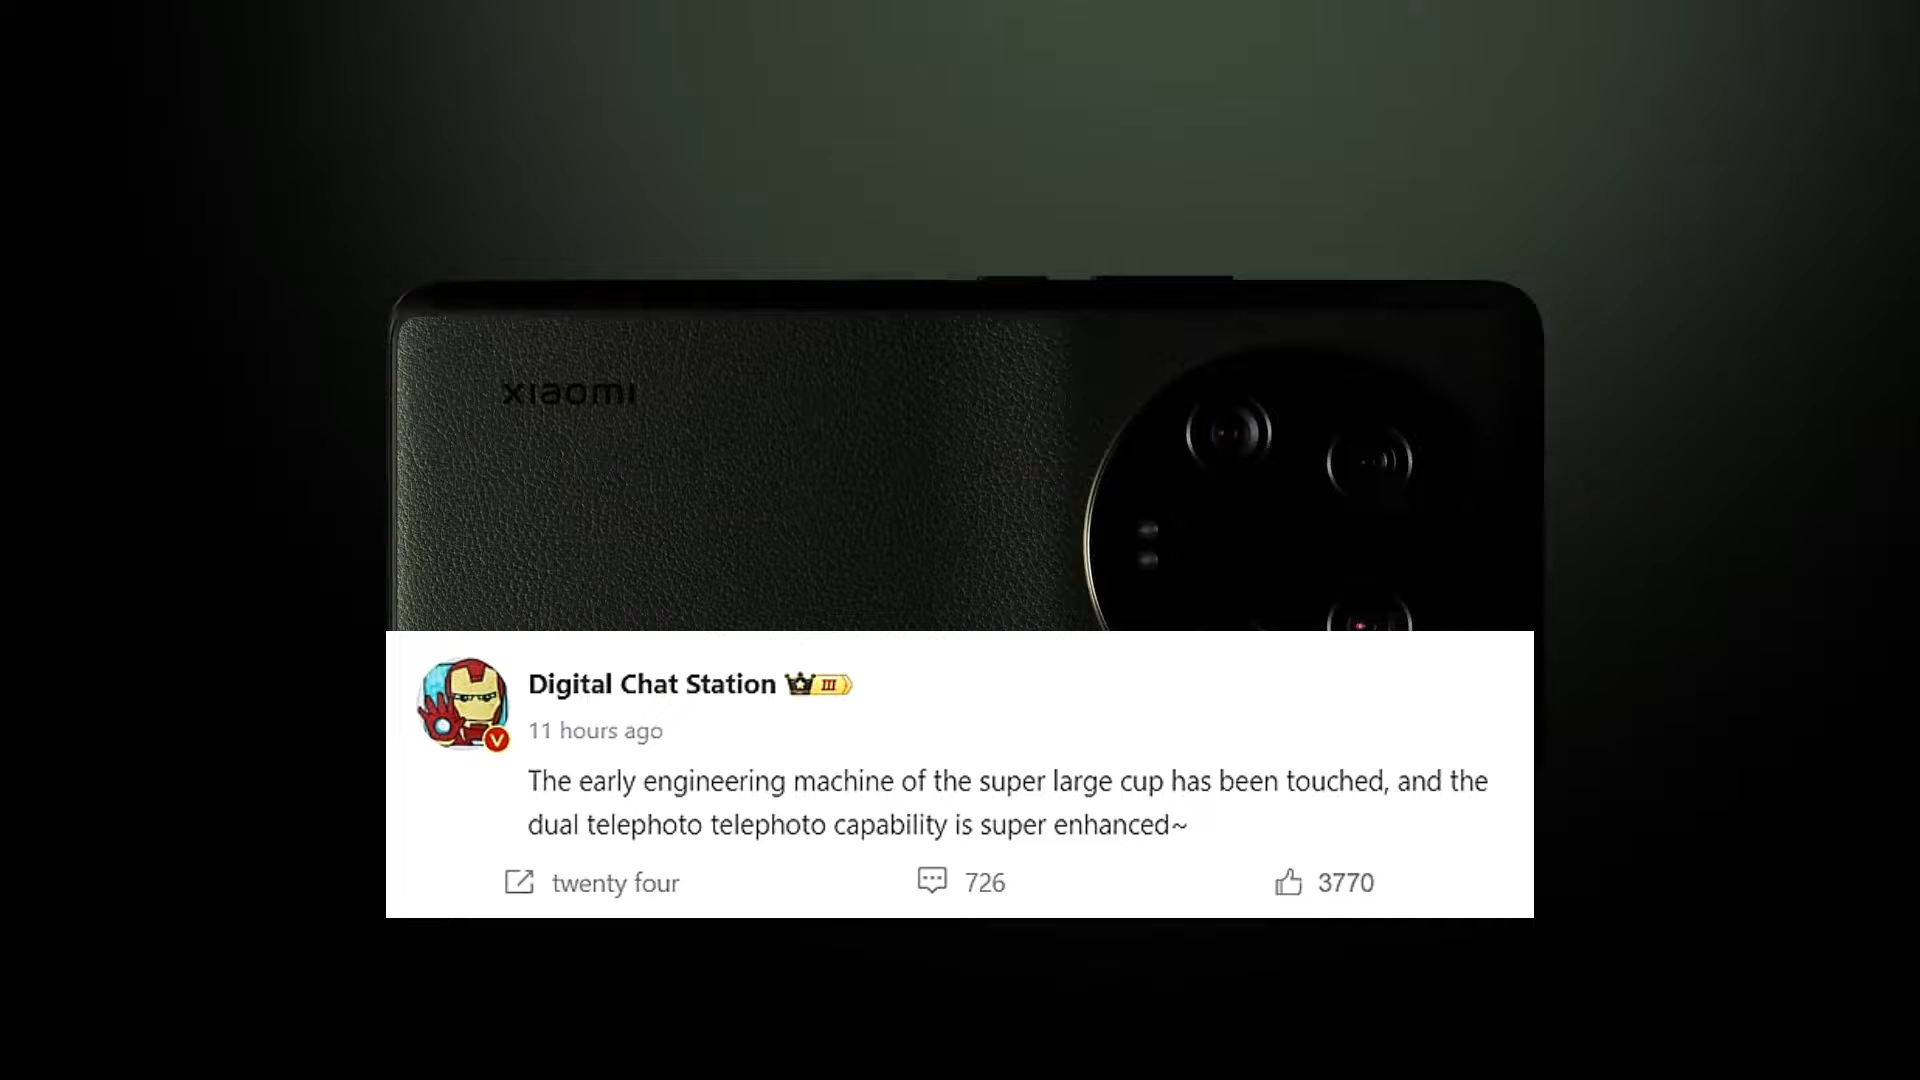 xiaomi
Digital Chat Station III
11 hours ago
The early engineering machine of the super large cup has been touched, and the
dual telephoto telephoto capability is super enhanced~
twenty four
726
3770